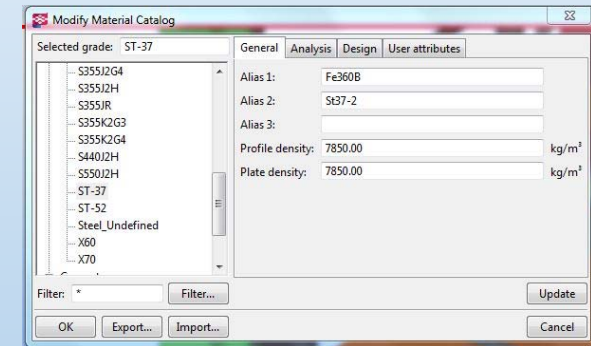 Modify Material Catalog
Selected grade: ST-37
S355J2G4
S355J2H
S355JR
S355K2G3
S355K2G4
S440J2H
S550J2H
ST-37
ST-52
Steel_Undefined
X60
X70
Filter: *
Filter...
General Analysis Design User attributes
Alias 1: Fe360B
Alias 2: St37-2
Alias 3:
Profile density: 7850.00 kg/m³
Plate density: 7850.00 kg/m³
Update
OK Export... Import... Cancel